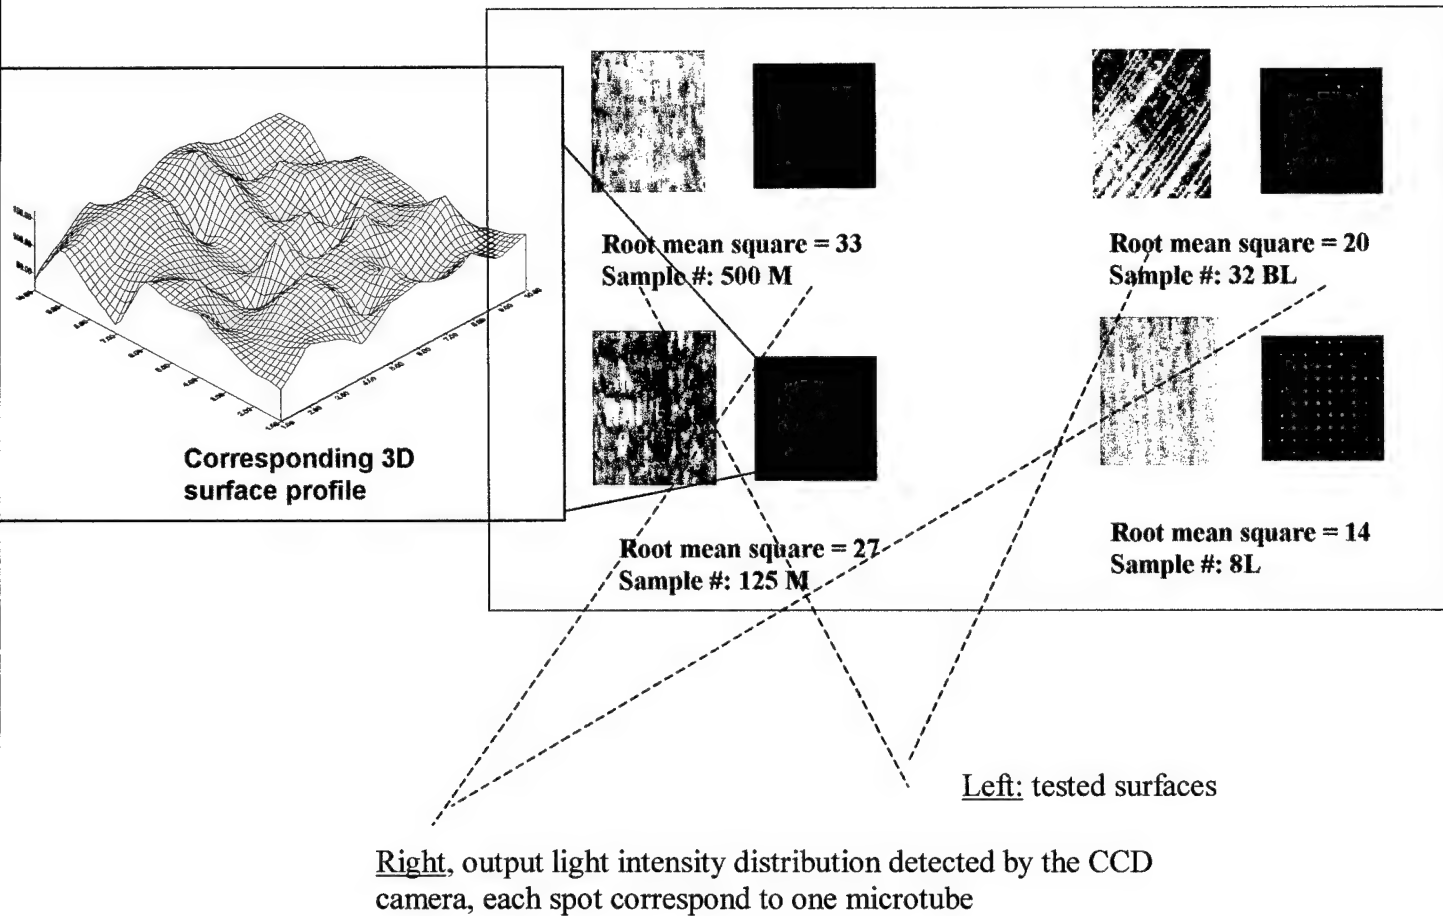 Root mean square = 33
Sample #: 500 M
Root mean square = 20
Sample #: 32 BL
Corresponding 3D
surface profile
Root mean square = 27
Sample #: 125 M
Root mean square = 14
Sample #: 8L
Left: tested surfaces
Right, output light intensity distribution detected by the CCD
camera, each spot correspond to one microtube